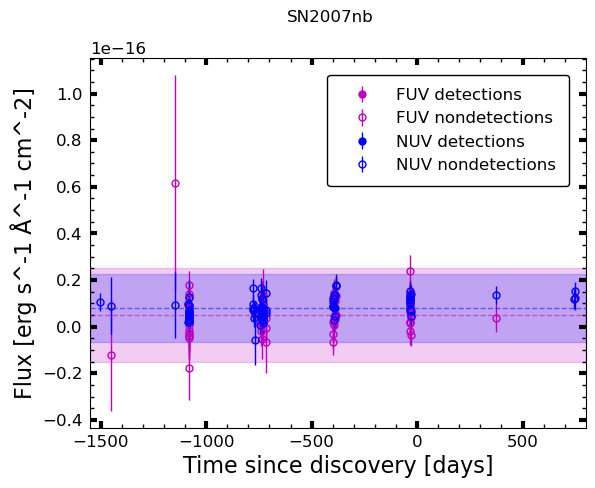 SN2007nb
1e−16
FUV detections
FUV nondetections
NUV detections
NUV nondetections
1.0
0.8
0.6
0.4
0.2
0.0
−0.2
−0.4
Flux [erg s^-1 Å^-1 cm^-2]
−1500 −1000 −500 0 500
Time since discovery [days]